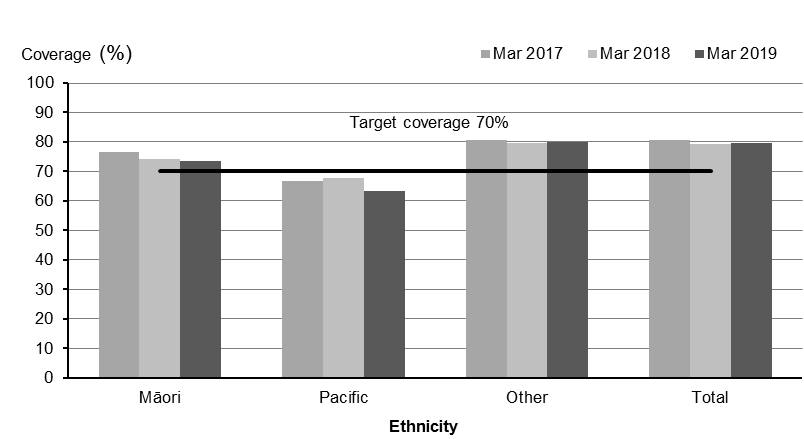 Coverage (%)
Mar 2017 Mar 2018 Mar 2019
100
90
Target coverage 70%
80
70
60
50
40
30
20
10
0
Māori Pacific Other Total
Ethnicity